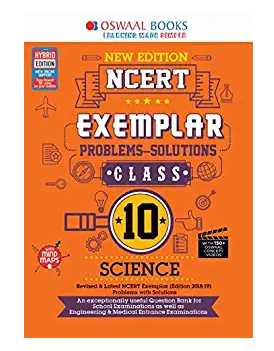 OSWAAL BOOKS
LEARNING MADE SIMPLE
HYBRID
EDITION
NEW EDITION
NCERT
EXEMPLAR
PROBLEMS-SOLUTIONS
CLASS
10
WITH 150+
OSWAAL
CONCEPT
VIDEOS
MIND
MAPS
SCIENCE
Revised & Latest NCERT Exemplar (Edition 2018-19)
Problems with Solutions
An exceptionally useful Question Bank for
School Examinations as well as
Engineering & Medical Entrance Examinations